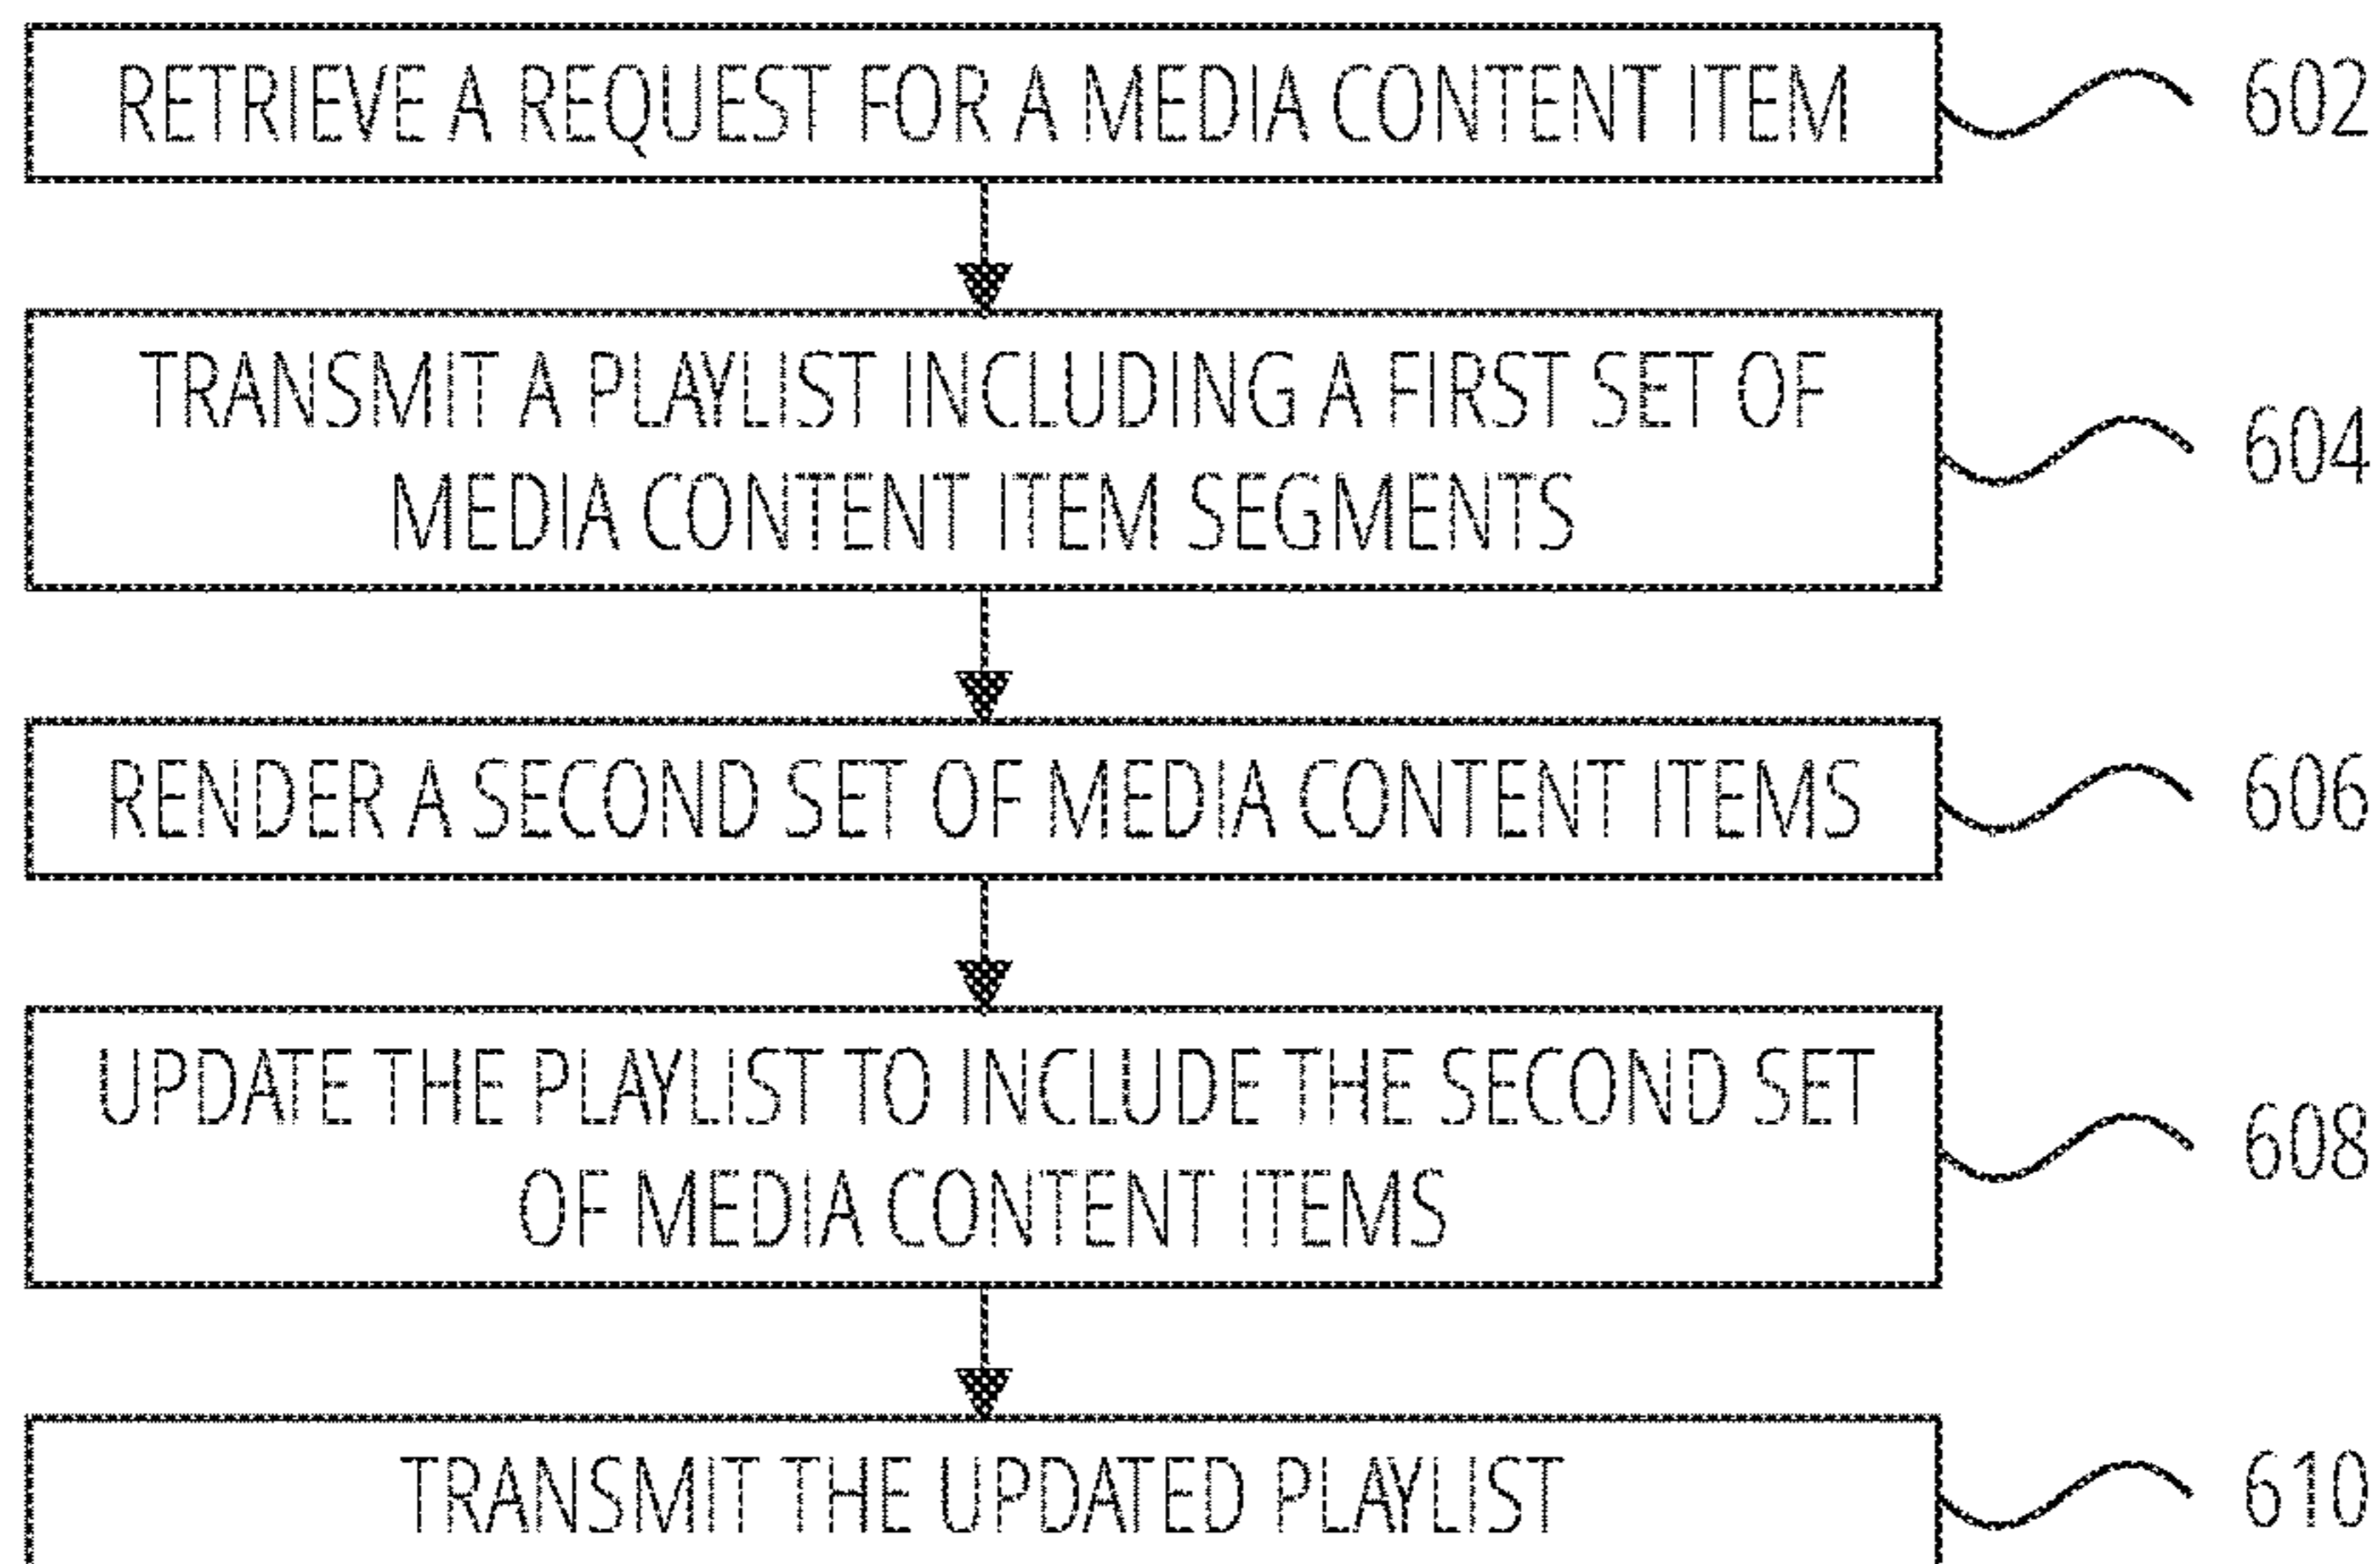 RETRIEVE A REQUEST FOR A MEDIA CONTENT ITEM
602
TRANSMIT A PLAYLIST INCLUDING A FIRST SET OF
MEDIA CONTENT ITEM SEGMENTS
604
RENDER A SECOND SET OF MEDIA CONTENT ITEMS
606
UPDATE THE PLAYLIST TO INCLUDE THE SECOND SET
OF MEDIA CONTENT ITEMS
608
TRANSMIT THE UPDATED PLAYLIST
610